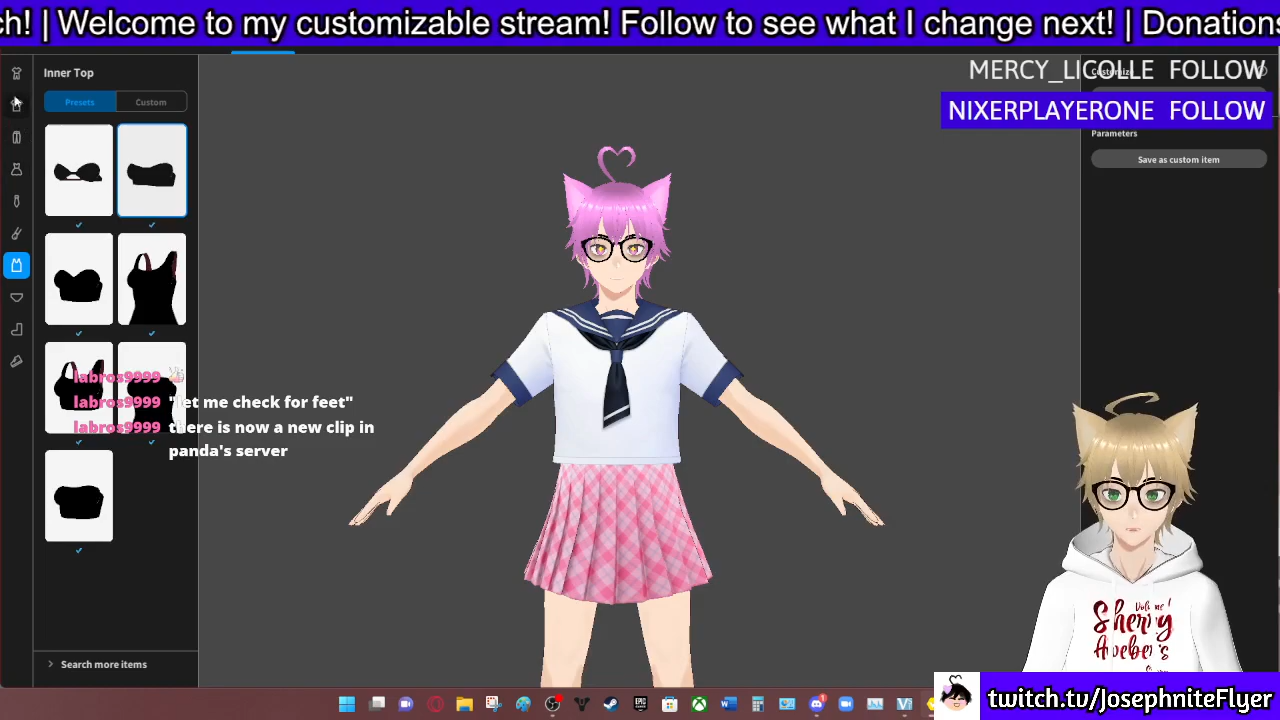 ch! | Welcome to my customizable stream! Follow to see what I change next! | Donations
Inner Top
Presets
Custom
MERCY_LICOLLE FOLLOW
NIXERPLAYERONE FOLLOW
Parameters
Save as custom item
labros9999
labros9999 "let me check for feet"
labros9999 there is now a new clip in
panda's server
Search more items
twitch.tv/JosephniteFlyer